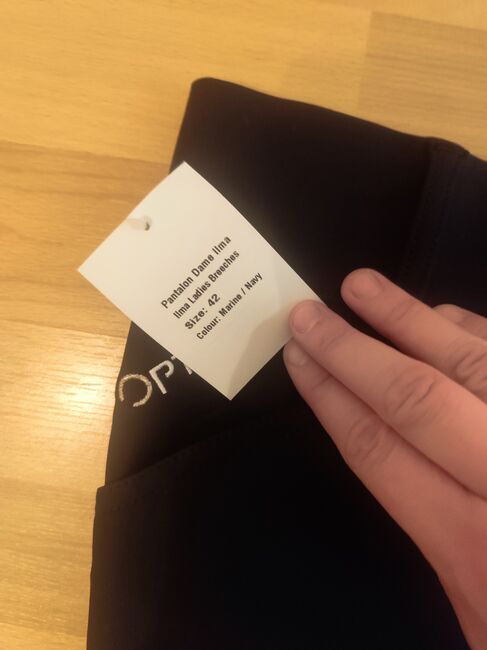 Pantalon Dame Ilma
Ilma Ladies Breeches
Size: 42
Colour: Marine / Navy
OPT